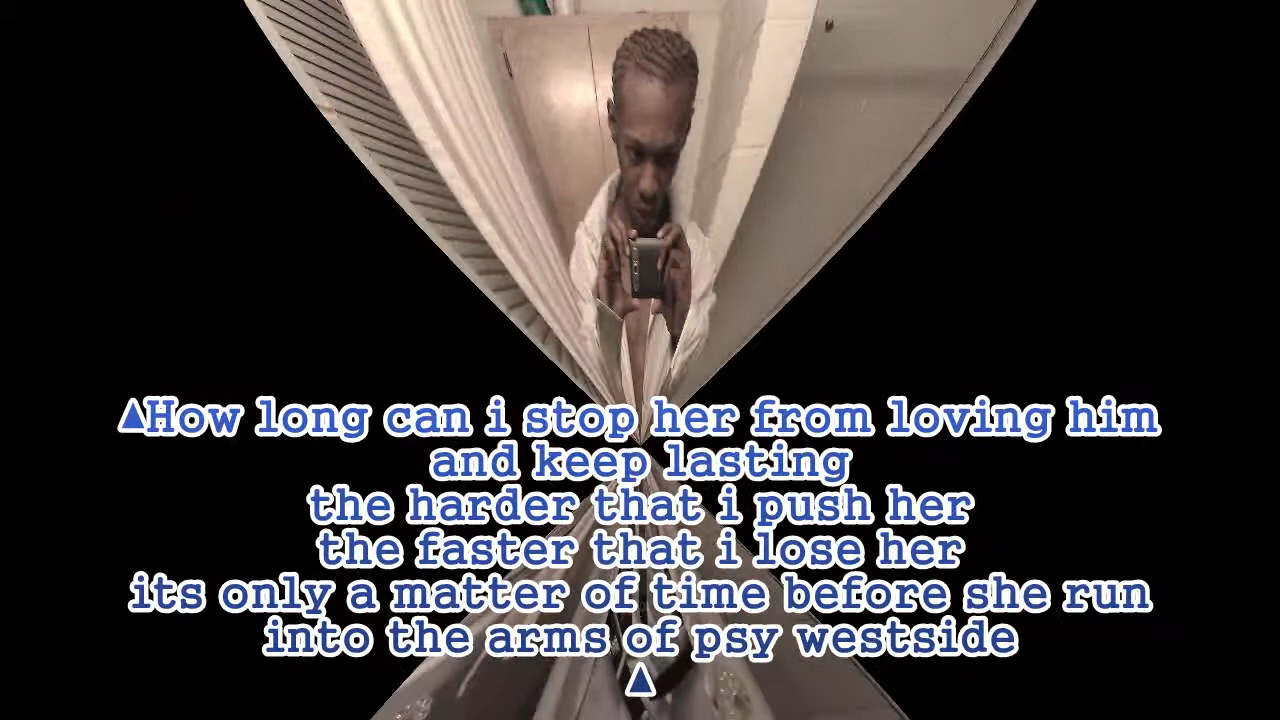 ▲How long can i stop her from loving him
and keep lasting
the harder that i push her
the faster that i lose her
its only a matter of time before she run
into the arms of psy westside
▲